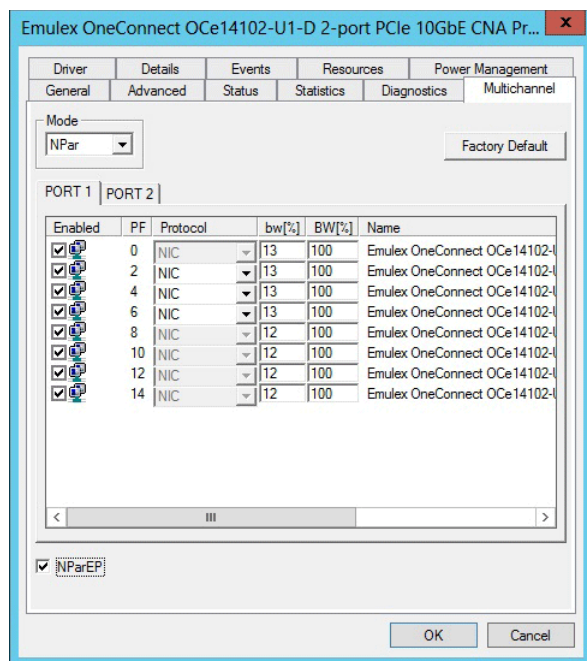 Emulex OneConnect OCe14102-U1-D 2-port PCIe 10GbE CNA Pr... x
Driver Details Events Resources Power Management
General Advanced Status Statistics Diagnostics Multichannel
Mode
NPar
Factory Default
PORT 1 PORT 2
Enabled PF Protocol bw[%] BW[%] Name
0 NIC 13 100 Emulex OneConnect OCe14102-U
2 NIC 13 100 Emulex OneConnect OCe14102-U
4 NIC 13 100 Emulex OneConnect OCe14102-U
6 NIC 13 100 Emulex OneConnect OCe14102-U
8 NIC 12 100 Emulex OneConnect OCe14102-U
10 NIC 12 100 Emulex OneConnect OCe14102-U
12 NIC 12 100 Emulex OneConnect OCe14102-U
14 NIC 12 100 Emulex OneConnect OCe14102-U
NParEP
OK Cancel